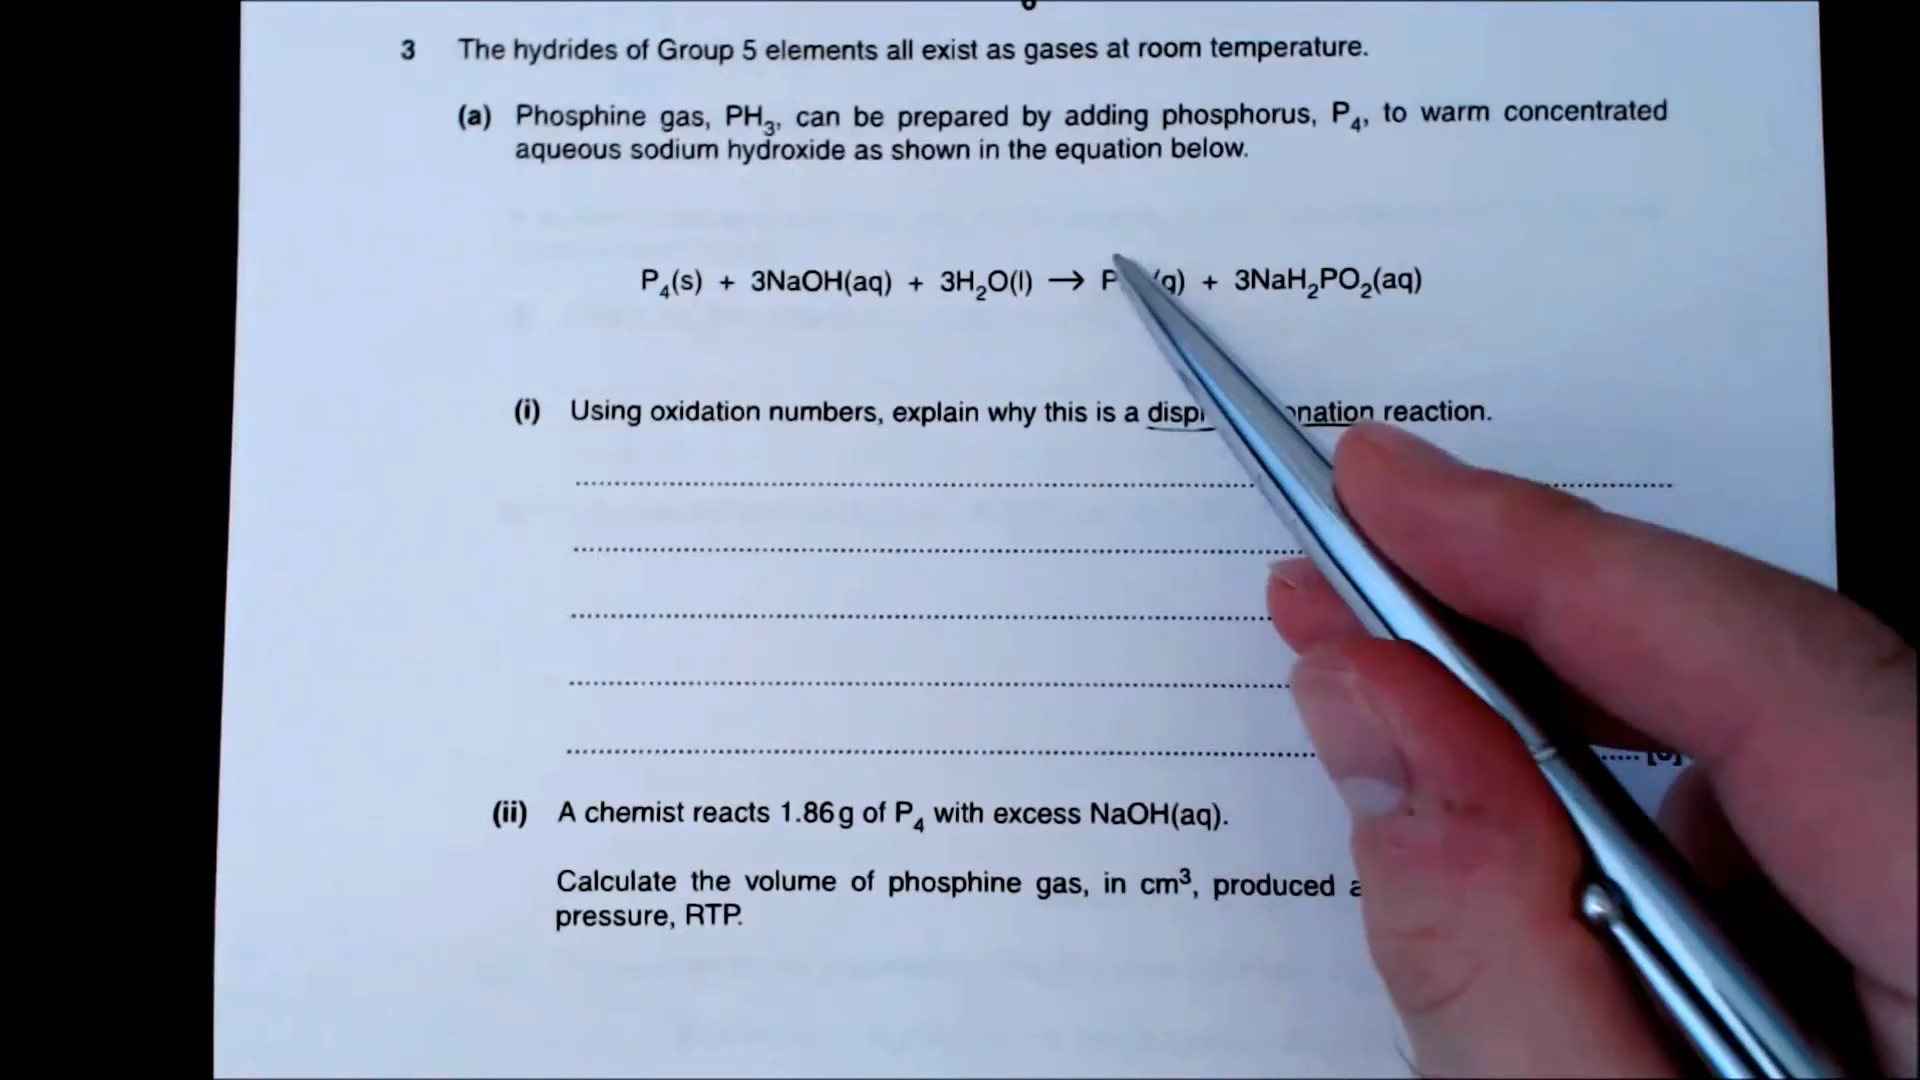 3 The hydrides of Group 5 elements all exist as gases at room temperature.
(a) Phosphine gas, PH₃, can be prepared by adding phosphorus, P₄, to warm concentrated
aqueous sodium hydroxide as shown in the equation below.
P₄(s) + 3NaOH(aq) + 3H₂O(l) → P (g) + 3NaH₂PO₂(aq)
(i) Using oxidation numbers, explain why this is a reaction.
(ii) A chemist reacts 1.86 g of P₄ with excess NaOH(aq).
Calculate the volume of phosphine gas, in cm³, produced
pressure, RTP.